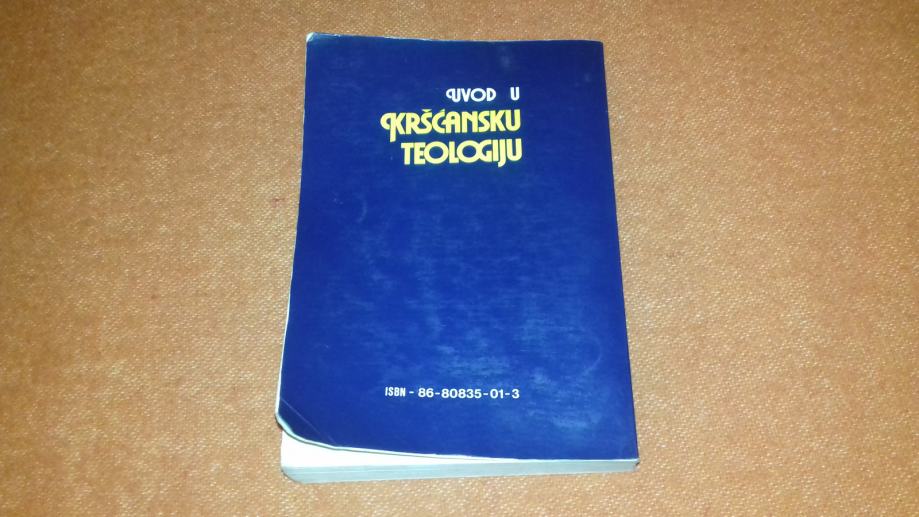 UVOD U
KRŠĆANSKU
TEOLOGIJU
ISBN - 86-80835-01-3